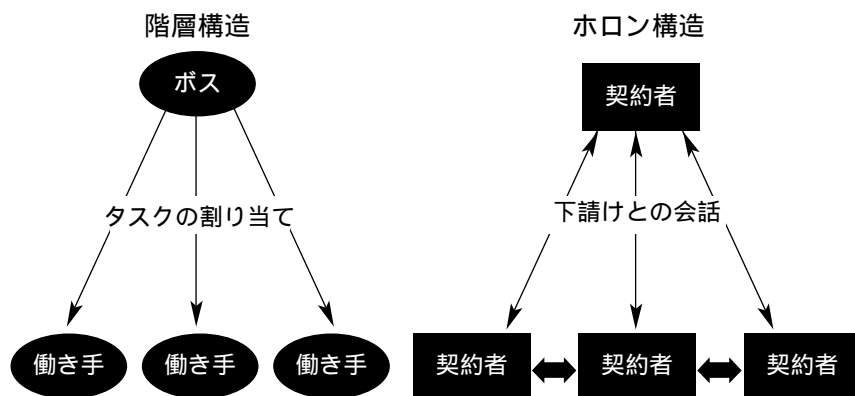 階層構造
ボス
タスクの割り当て
働き手
働き手
働き手
ホロン構造
契約者
下請けとの会話
契約者
契約者
契約者